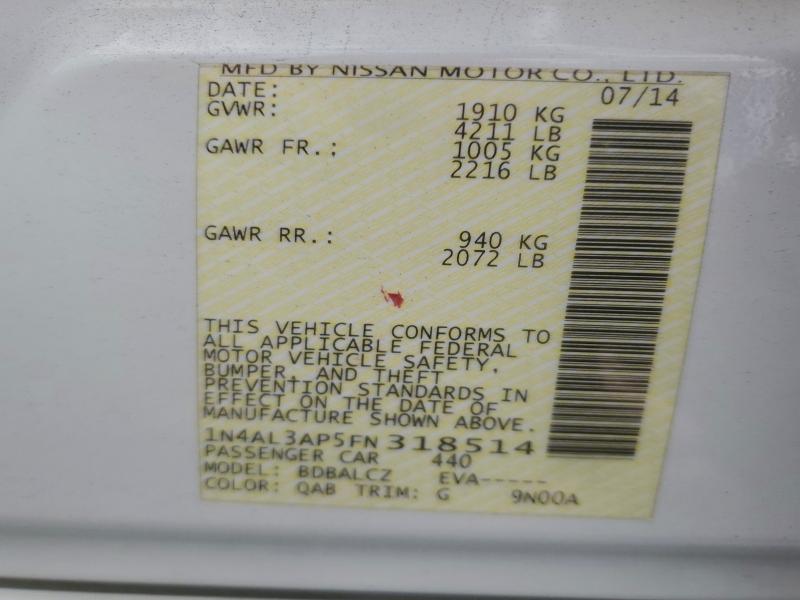 MFD BY NISSAN MOTOR CO., LTD.
DATE: 07/14
GVWR: 1910 KG
4211 LB
GAWR FR.: 1005 KG
2216 LB
GAWR RR.: 940 KG
2072 LB
THIS VEHICLE CONFORMS TO
ALL APPLICABLE FEDERAL
MOTOR VEHICLE SAFETY,
BUMPER, AND THEFT
PREVENTION STANDARDS IN
EFFECT ON THE DATE OF
MANUFACTURE SHOWN ABOVE.
1N4AL3AP5FN318514
PASSENGER CAR 440
MODEL: BDBALCZ EVA-----
COLOR: QAB TRIM: G 9N00A